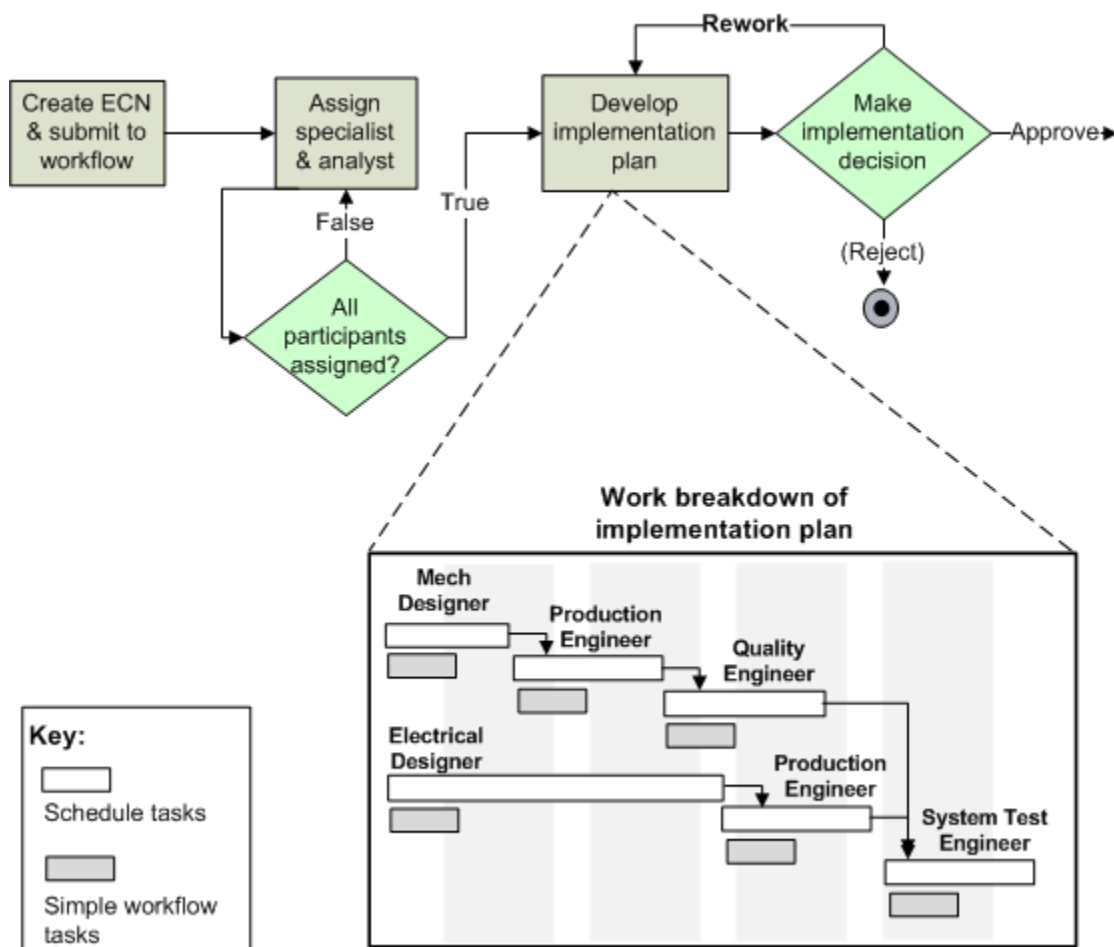 Rework
Create ECN
& submit to
workflow
Assign
specialist
& analyst
Develop
implementation
plan
Make
implementation
decision
Approve
False
True
(Reject)
All
participants
assigned?
Work breakdown of
implementation plan
Mech
Designer
Production
Engineer
Quality
Engineer
Electrical
Designer
Production
Engineer
System Test
Engineer
Key:
Schedule tasks
Simple workflow
tasks